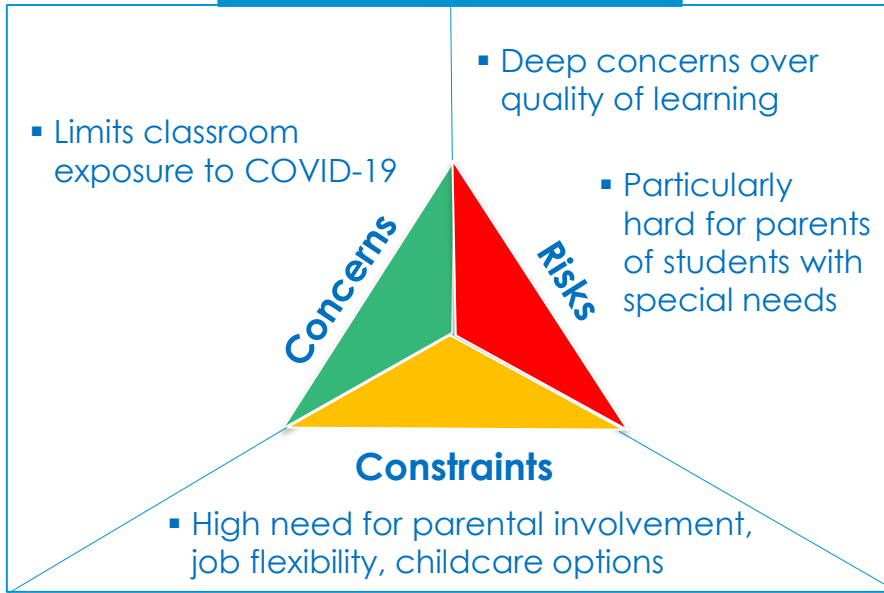 ▪ Limits classroom
exposure to COVID-19
Concerns
▪ Deep concerns over
quality of learning
▪ Particularly
hard for parents
of students with
special needs
Risks
Constraints
▪ High need for parental involvement,
job flexibility, childcare options